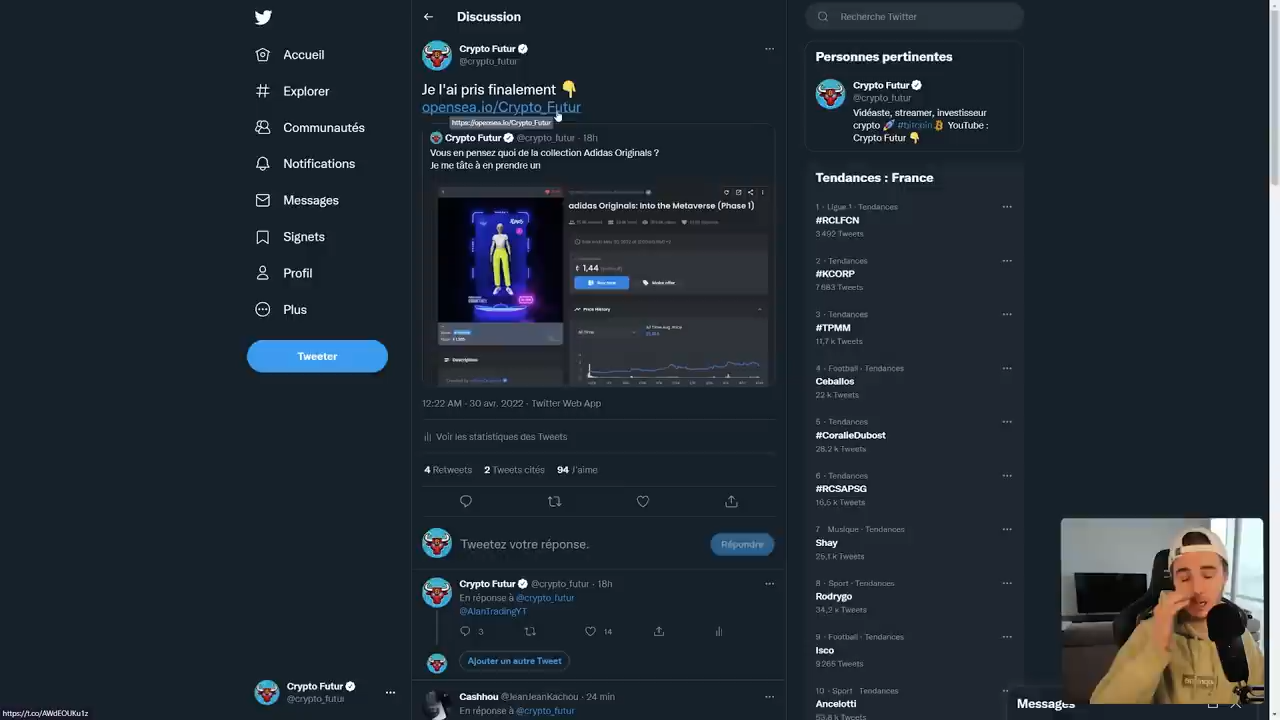 Discussion
Recherche Twitter
Accueil
Explorer
Communautés
Notifications
Messages
Signets
Profil
Plus
Tweeter
Crypto Futur
@crypto_futur
Je l'ai pris finalement 👇
opensea.io/Crypto_Futur
https://opensea.io/Crypto_Futur
Crypto Futur @crypto_futur · 18h
Vous en pensez quoi de la collection Adidas Originals ?
Je me tâte à en prendre un
adidas Originals: Into the Metaverse (Phase 1)
1,44
Buy now
Make offer
Price History
All Time
Description
12:22 AM · 30 avr. 2022 · Twitter Web App
Voir les statistiques des Tweets
4 Retweets 2 Tweets cités 94 J'aime
Tweetez votre réponse.
Répondre
Crypto Futur @crypto_futur · 18h
En réponse à @crypto_futur
@AlanTradingYT
3
14
Ajouter un autre Tweet
Cashhou @JeanJeanKachou · 24 min
En réponse à @crypto_futur
Personnes pertinentes
Crypto Futur
@crypto_futur
Vidéaste, streamer, investisseur
crypto 🚀 #bitcoin YouTube :
Crypto Futur 👇
Tendances : France
1 · Ligue 1 · Tendances
#RCLFCN
3 492 Tweets
2 · Tendances
#KCORP
7 683 Tweets
3 · Tendances
#TPMM
11,7 k Tweets
4 · Football · Tendances
Ceballos
22 k Tweets
5 · Tendances
#CoralieDubost
28,2 k Tweets
6 · Tendances
#RCSAPSG
16,5 k Tweets
7 · Musique · Tendances
Shay
25,1 k Tweets
8 · Sport · Tendances
Rodrygo
34,2 k Tweets
9 · Football · Tendances
Isco
9 265 Tweets
10 · Sport · Tendances
Ancelotti
53,8 k Tweets
Messages
Crypto Futur
@crypto_futur
https://t.co/AWdEOUKu1z